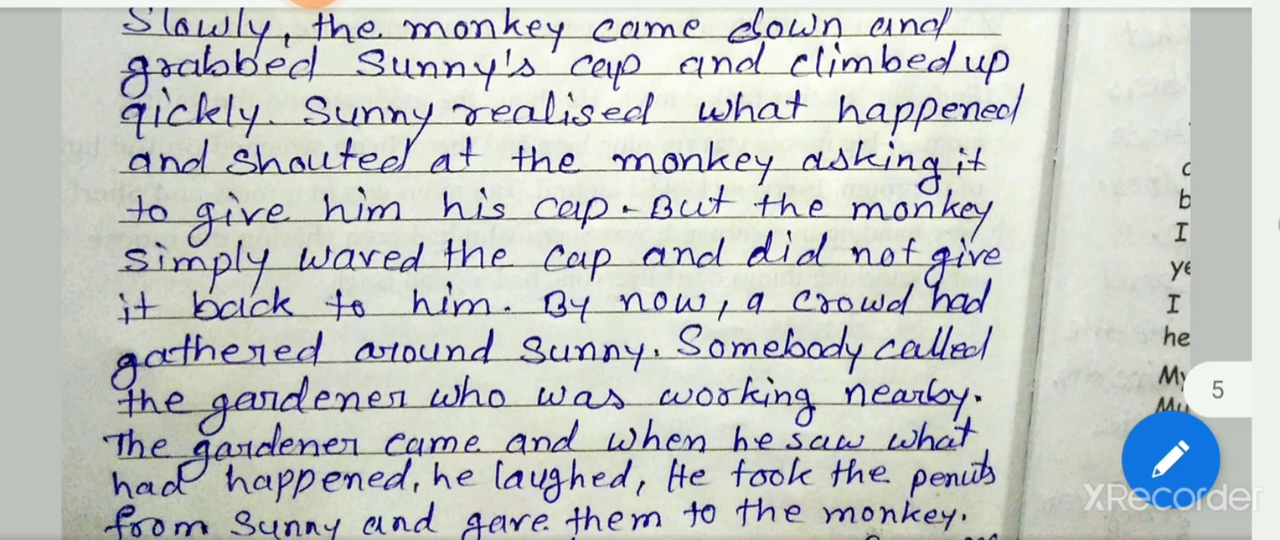 Slowly, the monkey came down and
grabbed Sunny's cap and climbed up
qickly. Sunny realised what happened
and shouted at the monkey asking it
to give him his cap. But the monkey
simply waved the cap and did not give
it back to him. By now, a crowd had
gathered around Sunny. Somebody called
the gardener who was working nearby.
The gardener came and when he saw what
had happened, he laughed, He took the penuts
from Sunny and gave them to the monkey.
b
I
ye
I
he
My
5
XRecorder